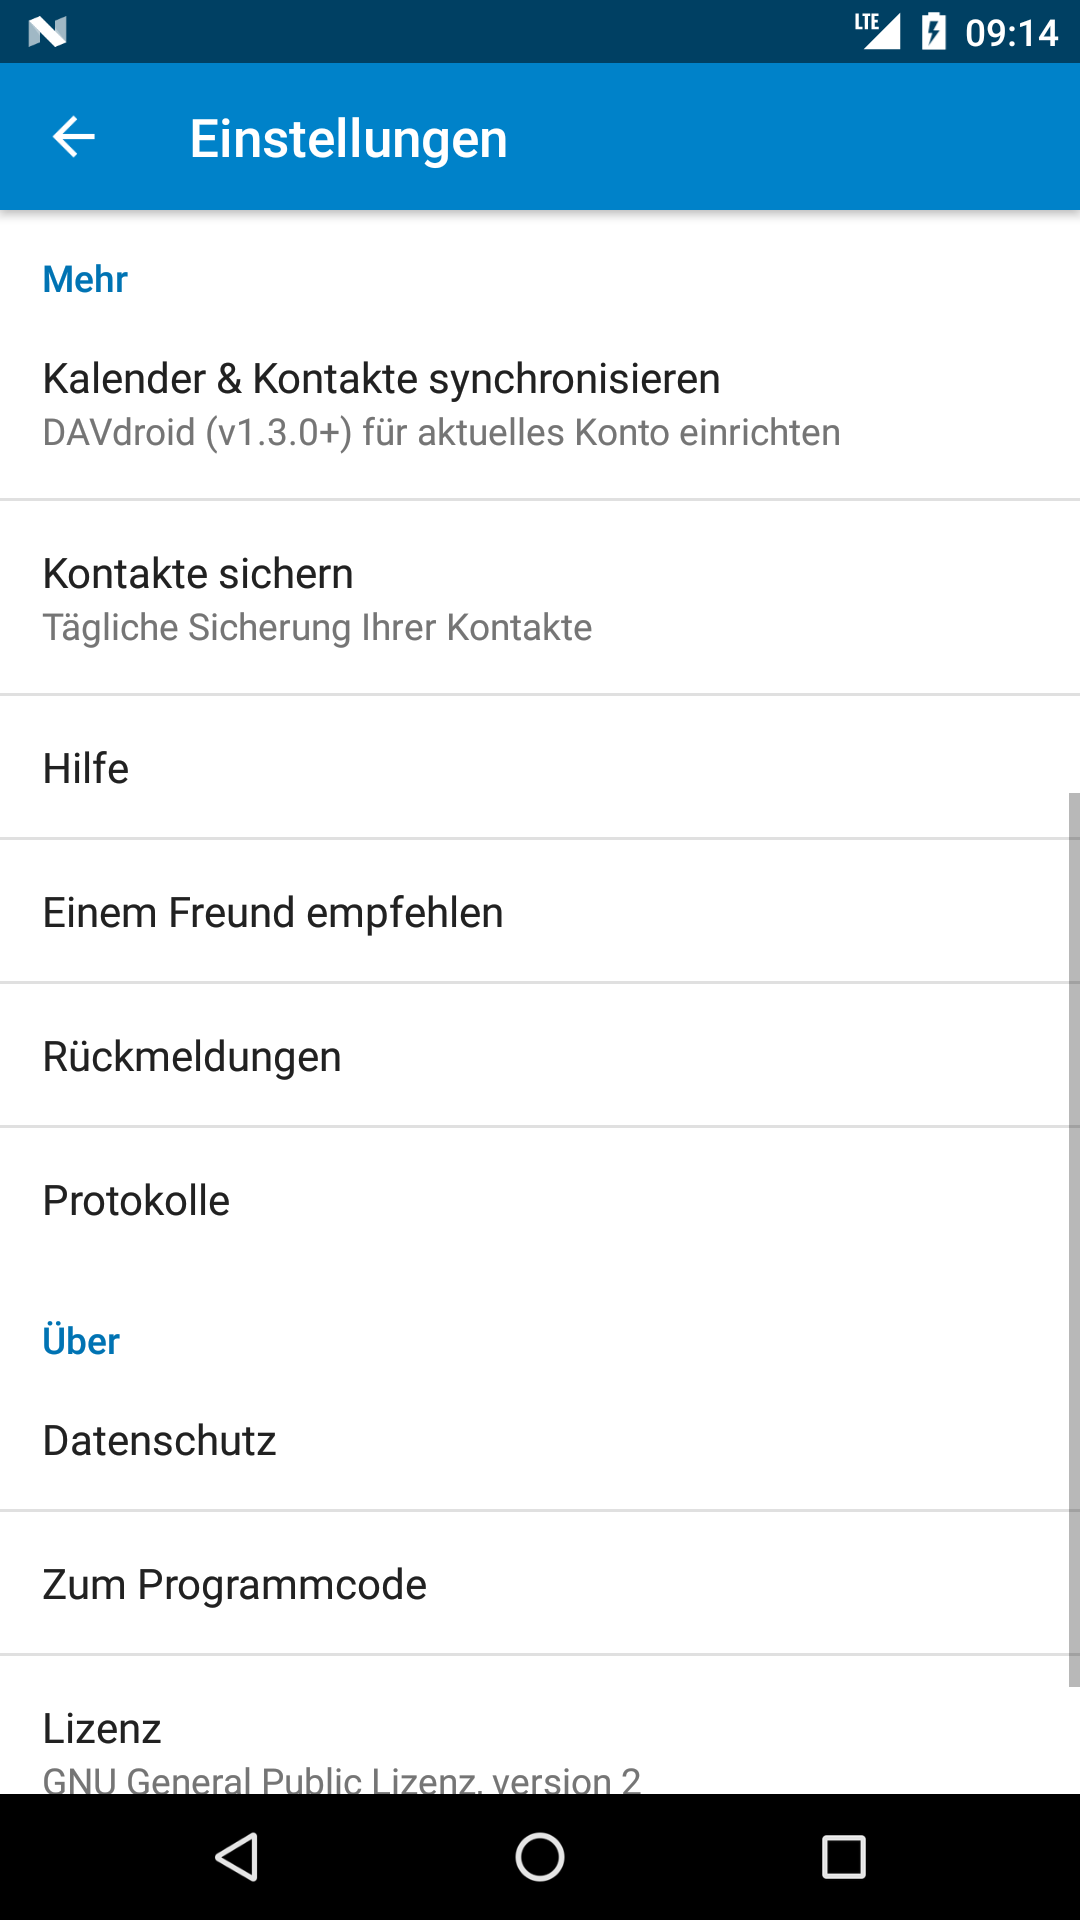 LTE 09:14
Einstellungen
Mehr
Kalender & Kontakte synchronisieren
DAVdroid (v1.3.0+) für aktuelles Konto einrichten
Kontakte sichern
Tägliche Sicherung Ihrer Kontakte
Hilfe
Einem Freund empfehlen
Rückmeldungen
Protokolle
Über
Datenschutz
Zum Programmcode
Lizenz
GNU General Public Lizenz, version 2